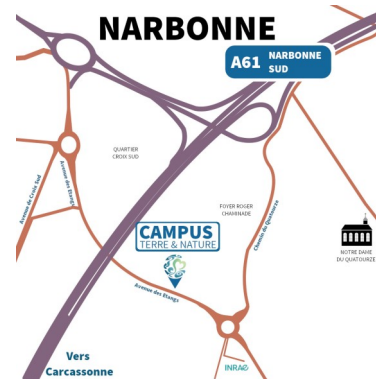 NARBONNE
A61 NARBONNE
SUD
QUARTIER
CROIX SUD
Avenue de Croix Sud
Avenue des Etangs
FOYER ROGER
CHAMINADE
Chemin de Quatourze
CAMPUS
TERRE & NATURE
NOTRE DAME
DU QUATOURZE
Avenue des Etangs
INRAE
Vers
Carcassonne